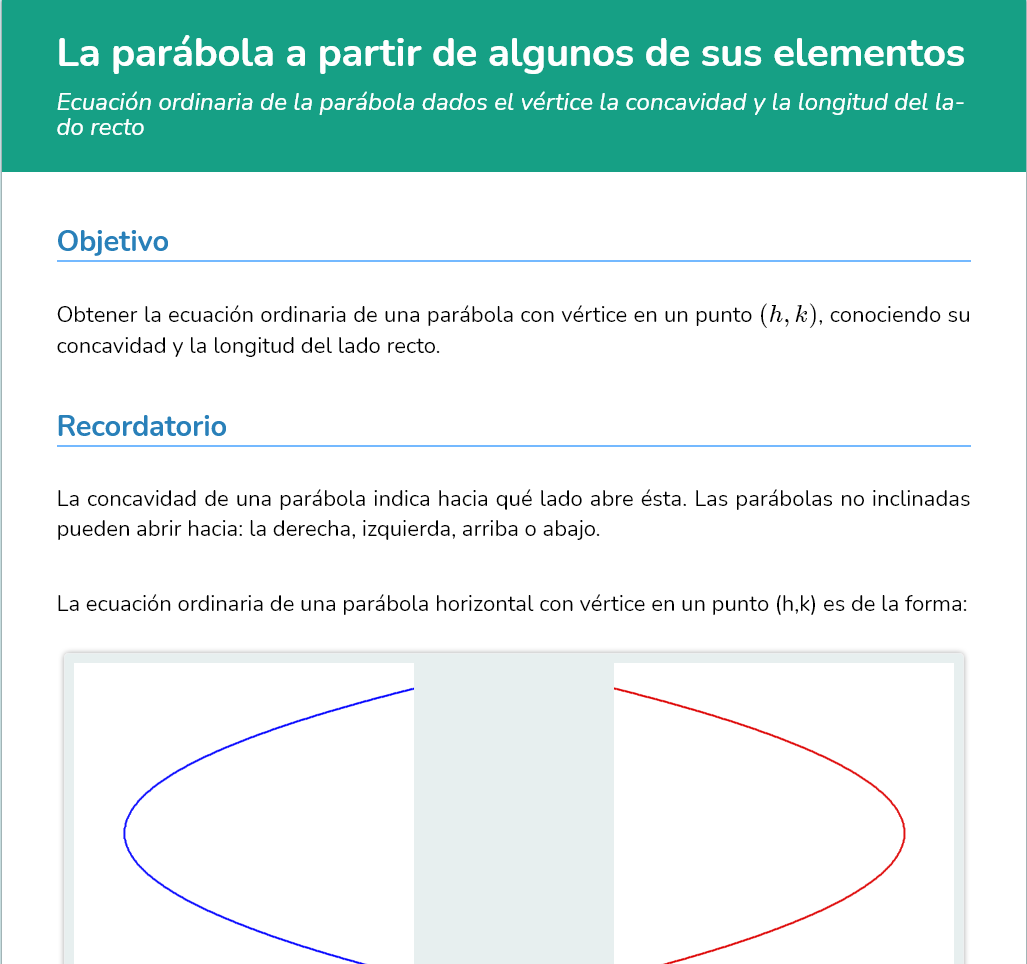 La parábola a partir de algunos de sus elementos
Ecuación ordinaria de la parábola dados el vértice la concavidad y la longitud del la-
do recto
Objetivo
Obtener la ecuación ordinaria de una parábola con vértice en un punto (h, k), conociendo su
concavidad y la longitud del lado recto.
Recordatorio
La concavidad de una parábola indica hacia qué lado abre ésta. Las parábolas no inclinadas
pueden abrir hacia: la derecha, izquierda, arriba o abajo.
La ecuación ordinaria de una parábola horizontal con vértice en un punto (h,k) es de la forma: